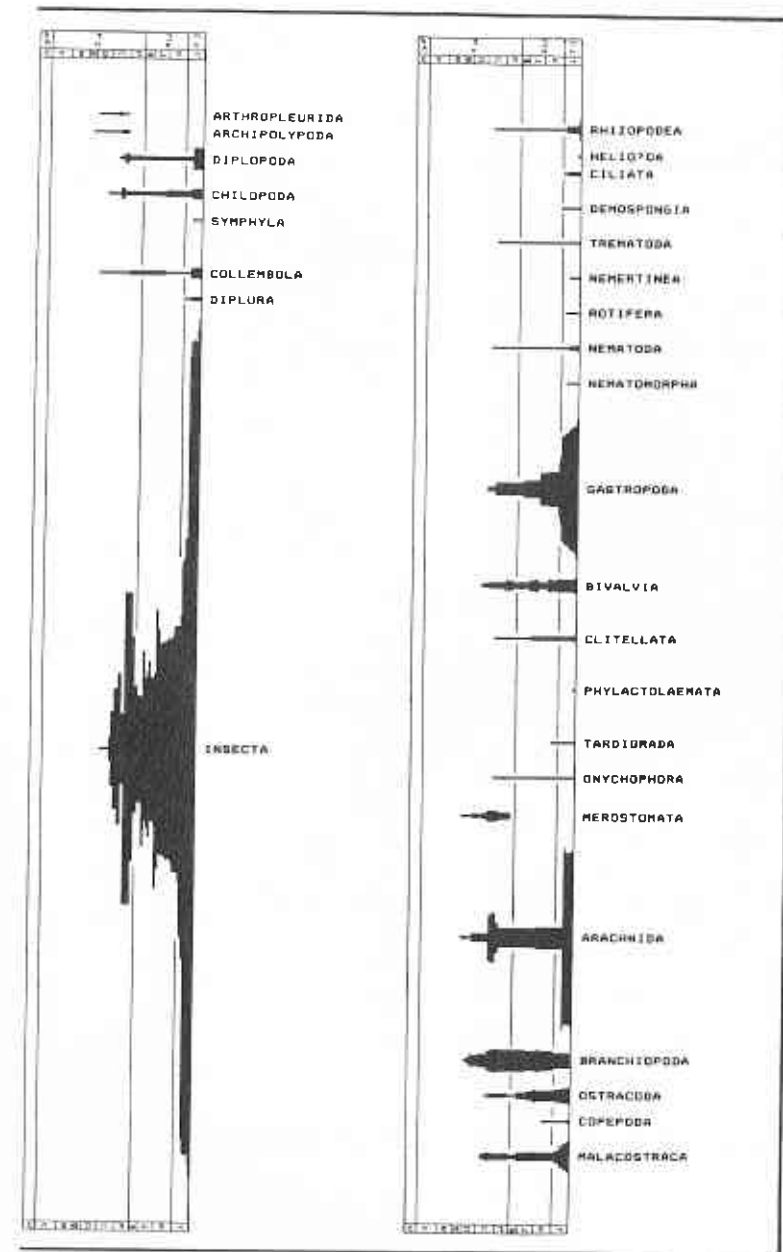 ARTHROPLEURIDA
ARCHIPOLYPODA
DIPLOPODA
CHILOPODA
SYMPHYLA
COLLEMBOLA
DIPLURA
INSECTA
RHIZOPODEA
HELIOZOA
CILIATA
DEMOSPONGIA
TREMATODA
NEMERTINEA
ROTIFERA
NEMATODA
NEMATOMORPHA
GASTROPODA
BIVALVIA
CLITELLATA
PHYLACTOLAEMATA
TARDIGRADA
ONYCHOPHORA
MEROSTOMATA
ARACHNIDA
BRANCHIOPODA
OSTRACODA
COPEPODA
MALACOSTRACA